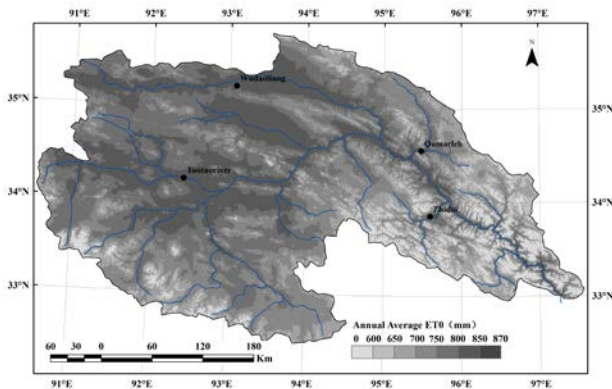 91°E 92°E 93°E 94°E 95°E 96°E 97°E
N
35°N 35°N
34°N 34°N
33°N 33°N
Wudaoliang
Qumarleb
Tuotuoriver
Zhidoi
Annual Average ET0（mm）
0 600 650 700 750 800 850 870
60 30 0 60 120 180
Km
91°E 92°E 93°E 94°E 95°E 96°E 97°E